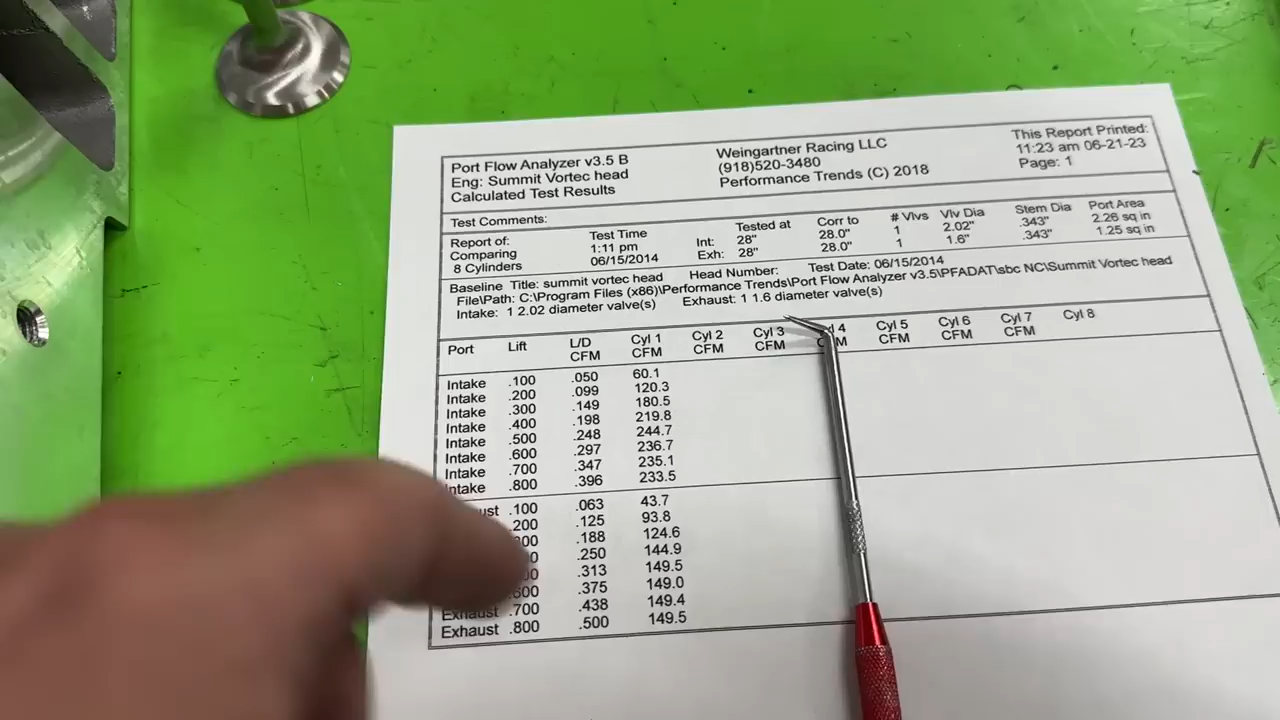 Port Flow Analyzer v3.5 B
Eng: Summit Vortec head
Calculated Test Results
Weingartner Racing LLC
(918)520-3480
Performance Trends (C) 2018
This Report Printed:
11:23 am 06-21-23
Page: 1
Test Comments:
Report of:
Comparing
8 Cylinders
Test Time
1:11 pm
06/15/2014
Tested at Corr to # Vlvs Vlv Dia Stem Dia Port Area
Int: 28" 28.0" 1 2.02" .343" 2.26 sq in
Exh: 28" 28.0" 1 1.6" .343" 1.25 sq in
Baseline Title: summit vortec head Head Number: Test Date: 06/15/2014
File\Path: C:\Program Files (x86)\Performance Trends\Port Flow Analyzer v3.5\PFADAT\sbc NC\Summit Vortec head
Intake: 1 2.02 diameter valve(s) Exhaust: 1 1.6 diameter valve(s)
Port Lift L/D Cyl 1 Cyl 2 Cyl 3 4 Cyl 5 Cyl 6 Cyl 7 Cyl 8
CFM CFM CFM CFM CFM CFM CFM
Intake .100 .050 60.1
Intake .200 .099 120.3
Intake .300 .149 180.5
Intake .400 .198 219.8
Intake .500 .248 244.7
Intake .600 .297 236.7
Intake .700 .347 235.1
Intake .800 .396 233.5
.100 .063 43.7
.200 .125 93.8
.188 124.6
.250 144.9
.313 149.5
.600 .375 149.0
Exhaust .700 .438 149.4
Exhaust .800 .500 149.5